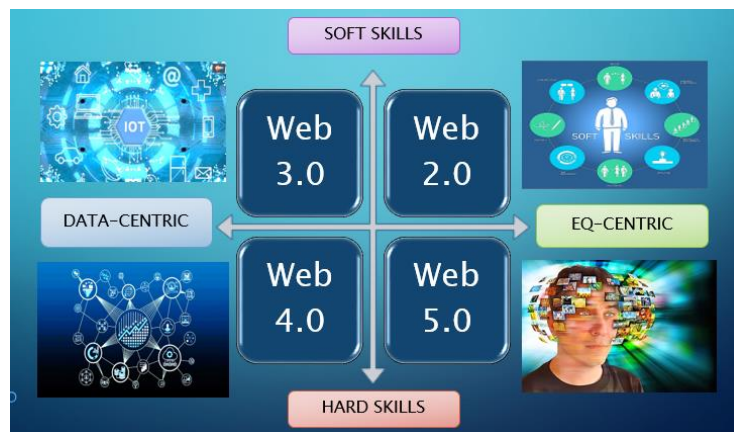 SOFT SKILLS
IOT
@
Web
3.0
Web
2.0
SOFT SKILLS
DATA-CENTRIC
EQ-CENTRIC
Web
4.0
Web
5.0
HARD SKILLS